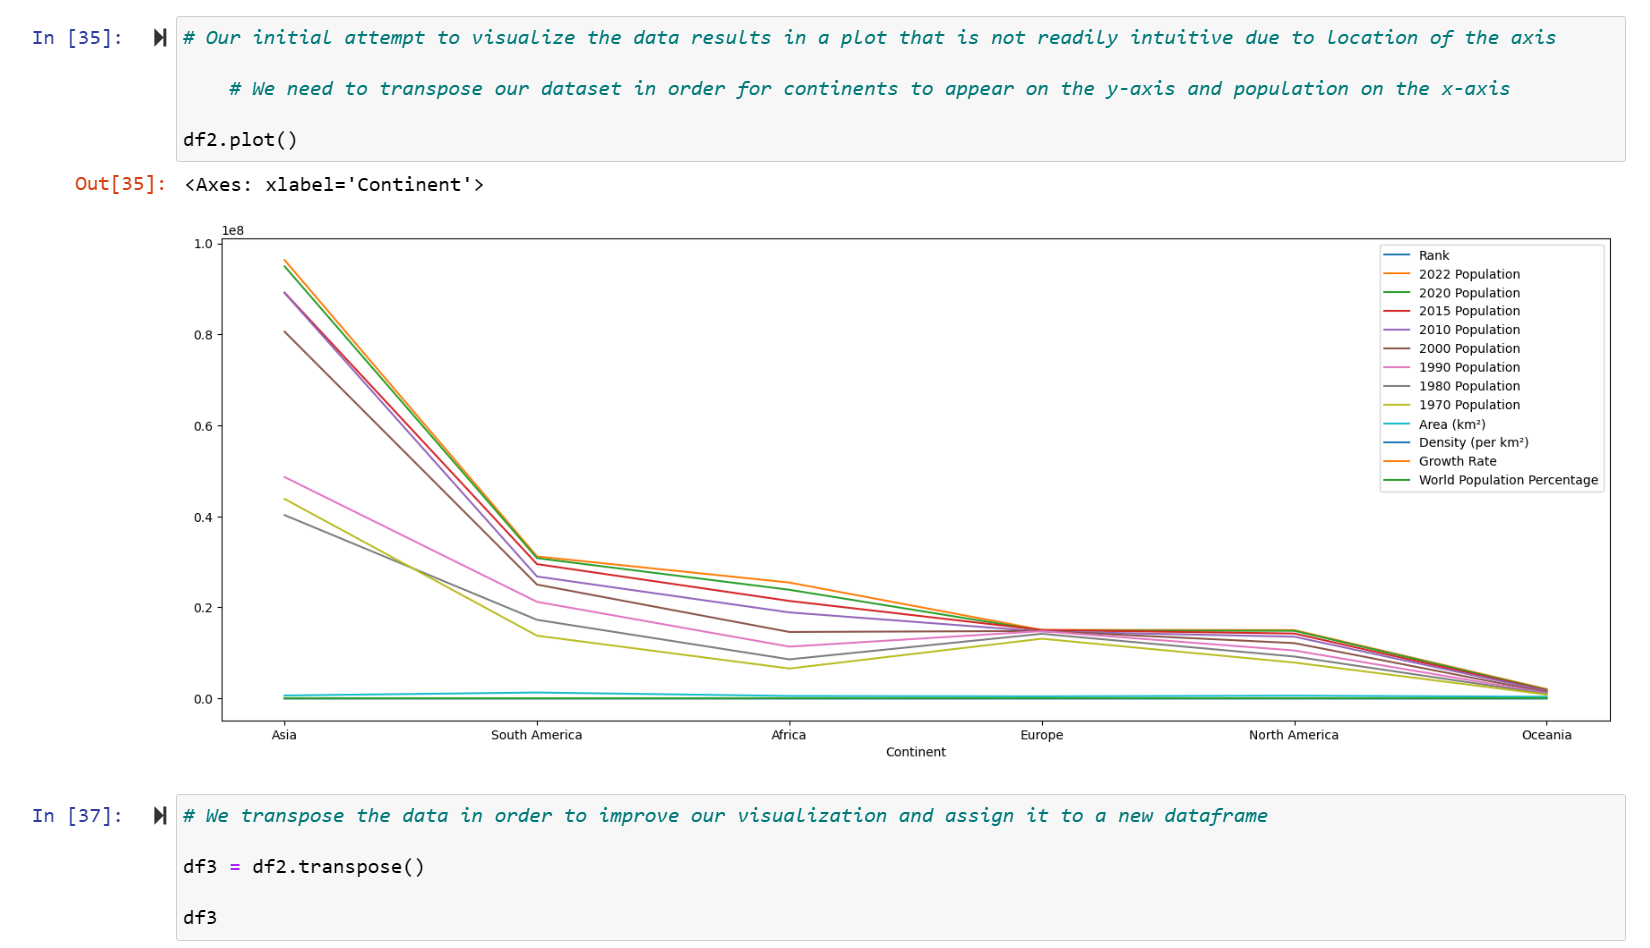 In [35]:
# Our initial attempt to visualize the data results in a plot that is not readily intuitive due to location of the axis
# We need to transpose our dataset in order for continents to appear on the y-axis and population on the x-axis
df2.plot()
Out[35]: <Axes: xlabel='Continent'>
1e8
1.0
0.8
0.6
0.4
0.2
0.0
Rank
2022 Population
2020 Population
2015 Population
2010 Population
2000 Population
1990 Population
1980 Population
1970 Population
Area (km²)
Density (per km²)
Growth Rate
World Population Percentage
Asia South America Africa Europe North America Oceania
Continent
In [37]:
# We transpose the data in order to improve our visualization and assign it to a new dataframe
df3 = df2.transpose()
df3